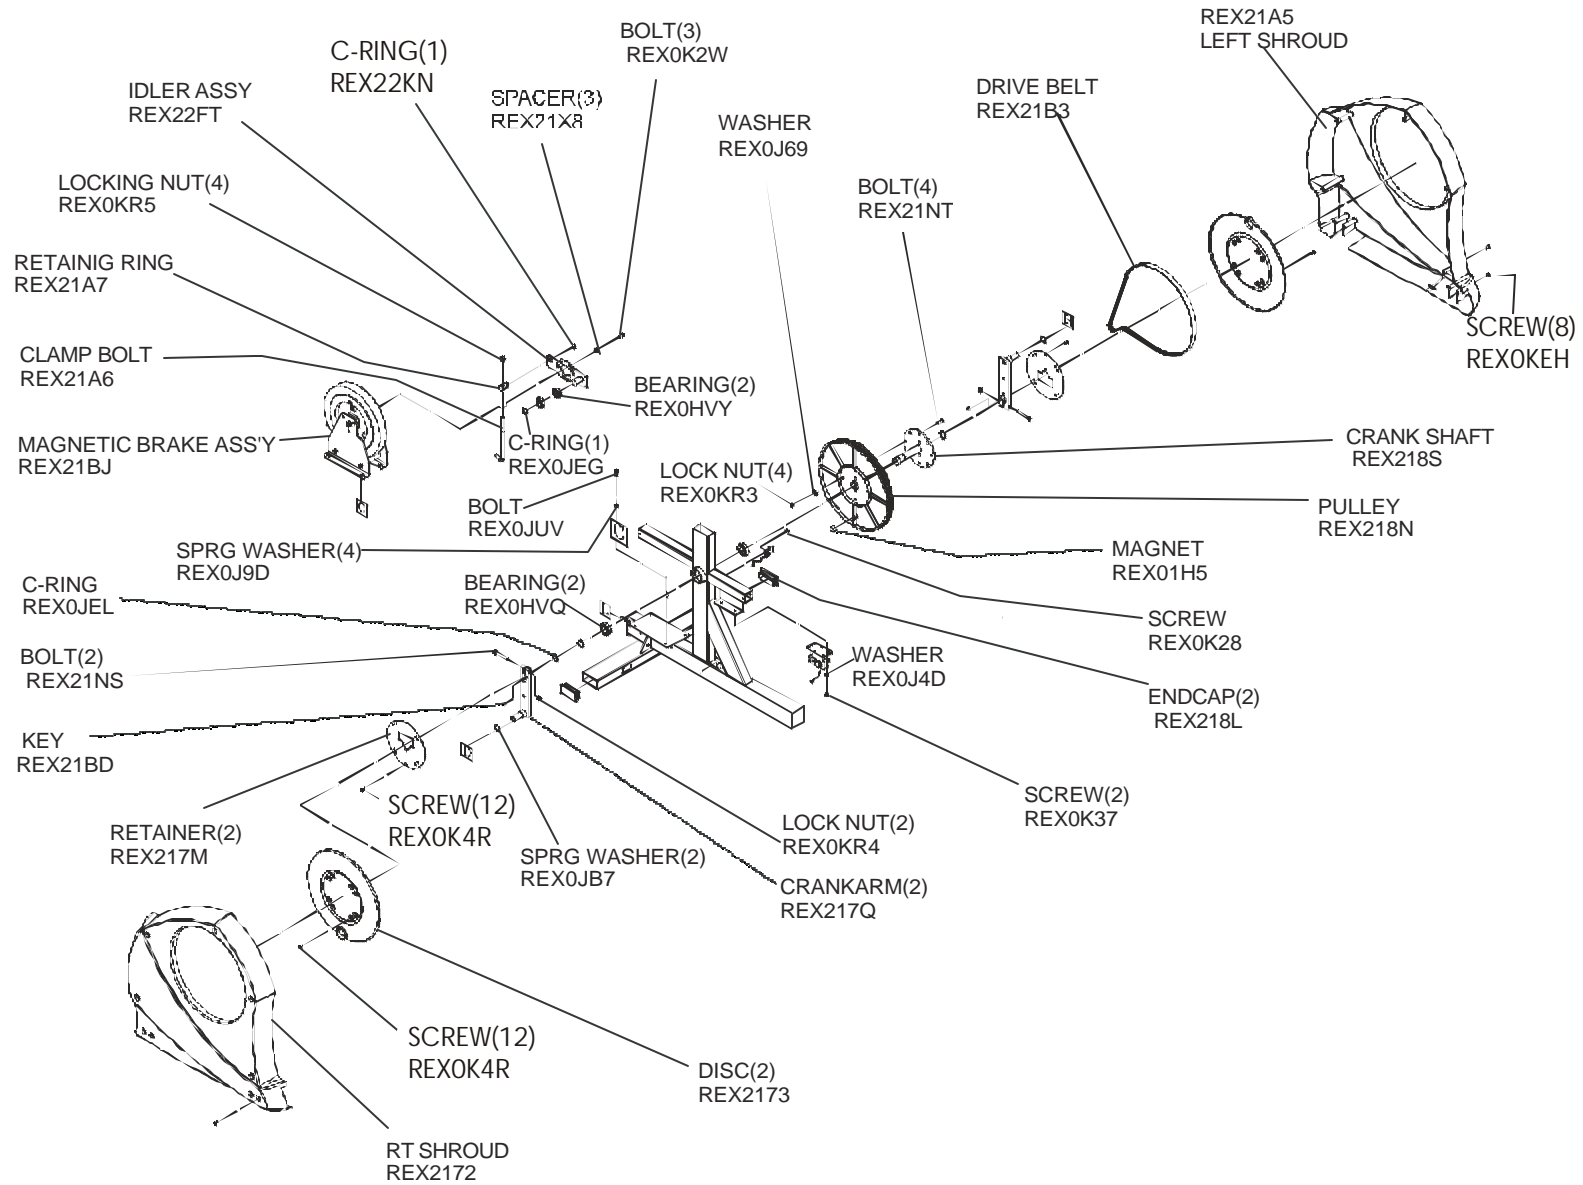 REX21A5
LEFT SHROUD
BOLT(3)
REX0K2W
C-RING(1)
REX22KN
IDLER ASSY
REX22FT
SPACER(3)
REX21X8
DRIVE BELT
REX21B3
WASHER
REX0J69
LOCKING NUT(4)
REX0KR5
BOLT(4)
REX21NT
RETAINIG RING
REX21A7
SCREW(8)
REX0KEH
CLAMP BOLT
REX21A6
BEARING(2)
REX0HVY
MAGNETIC BRAKE ASS'Y
REX21BJ
C-RING(1)
REX0JEG
CRANK SHAFT
REX218S
LOCK NUT(4)
REX0KR3
BOLT
REX0JUV
PULLEY
REX218N
SPRG WASHER(4)
REX0J9D
MAGNET
REX01H5
C-RING
REX0JEL
BEARING(2)
REX0HVQ
SCREW
REX0K28
BOLT(2)
REX21NS
WASHER
REX0J4D
ENDCAP(2)
REX218L
KEY
REX21BD
SCREW(12)
REX0K4R
SCREW(2)
REX0K37
RETAINER(2)
REX217M
LOCK NUT(2)
REX0KR4
SPRG WASHER(2)
REX0JB7
CRANKARM(2)
REX217Q
SCREW(12)
REX0K4R
DISC(2)
REX2173
RT SHROUD
REX2172